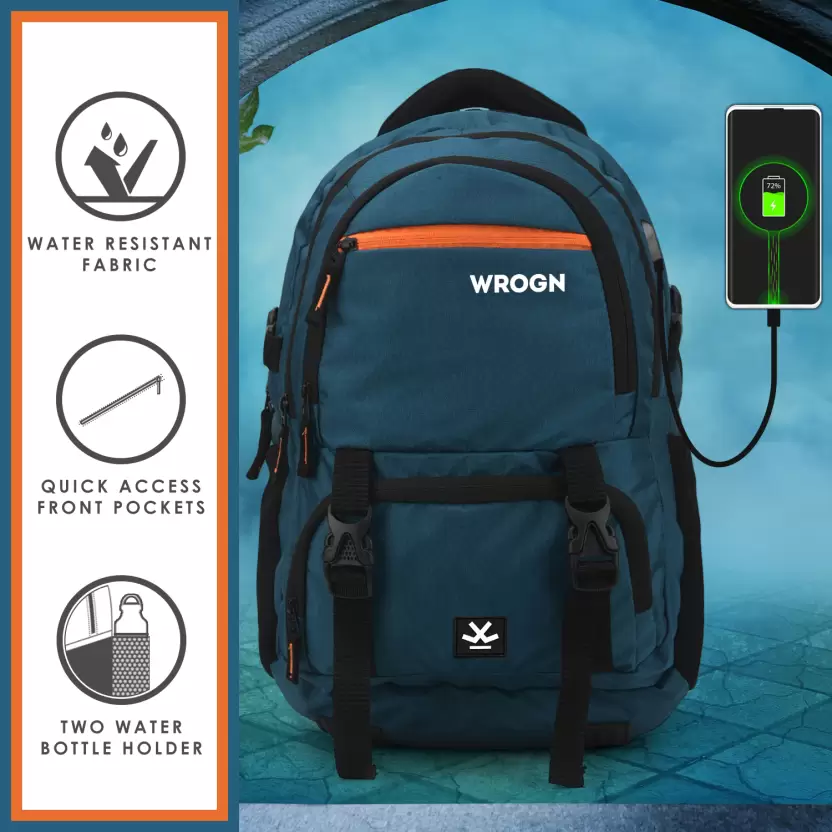 WATER RESISTANT
FABRIC
QUICK ACCESS
FRONT POCKETS
TWO WATER
BOTTLE HOLDER
WROGN
72%